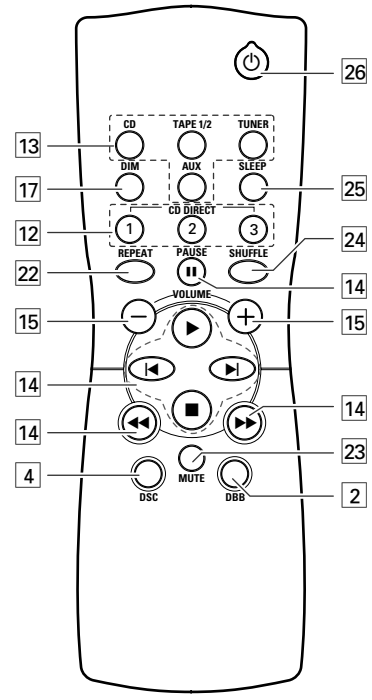 26
CD TAPE 1/2 TUNER
13
DIM AUX SLEEP
17 25
CD DIRECT
12 1 2 3
24
REPEAT PAUSE SHUFFLE
22
14
VOLUME
15 15
14
14 14
23
4 MUTE 2
DSC DBB